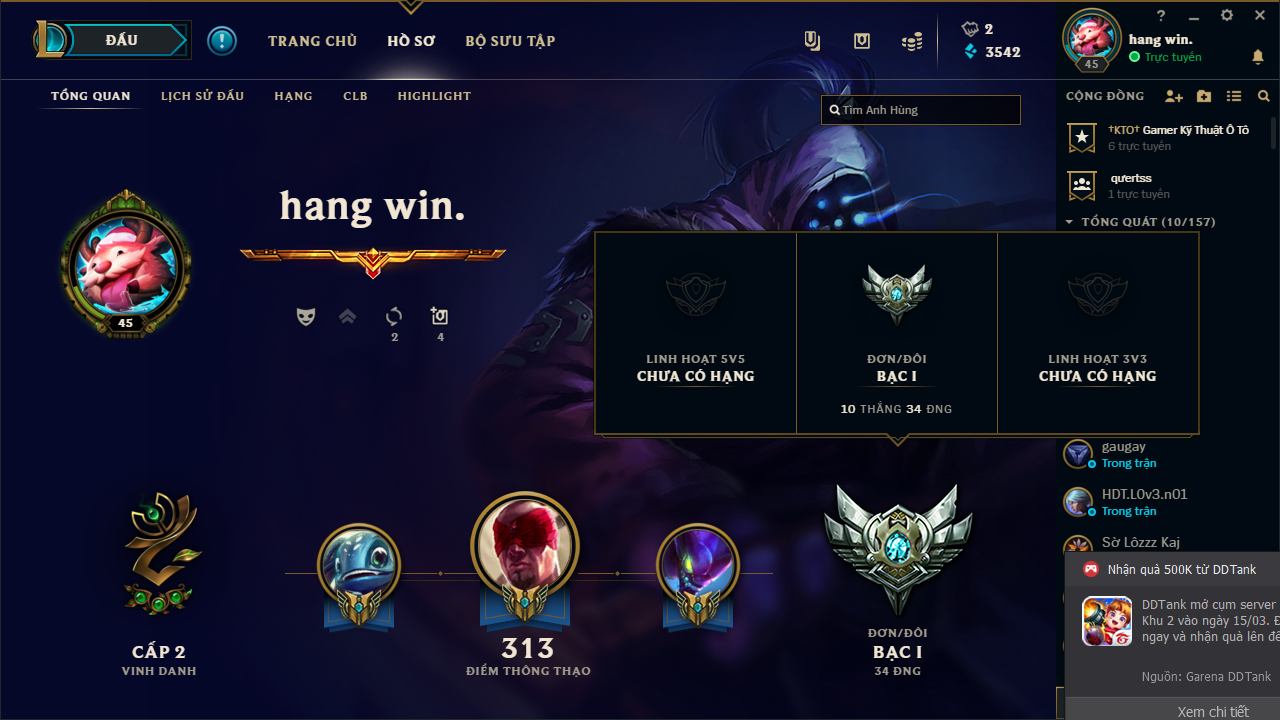 ĐẤU
TRANG CHỦ
HỒ SƠ
BỘ SƯU TẬP
2
3542
?
hang win.
Trực tuyến
45
TỔNG QUAN
LỊCH SỬ ĐẤU
HẠNG
CLB
HIGHLIGHT
Tìm Anh Hùng
CỘNG ĐỒNG
†KTO† Gamer Kỹ Thuật Ô Tô
6 trực tuyến
qưertss
1 trực tuyến
TỔNG QUÁT (10/157)
hang win.
45
2
4
LINH HOẠT 5V5
CHƯA CÓ HẠNG
ĐƠN/ĐÔI
BẠC I
10 THẮNG 34 ĐNG
LINH HOẠT 3V3
CHƯA CÓ HẠNG
gaugay
Trong trận
HDT.L0v3.n01
Trong trận
Sờ Lôzzz Kaj
CẤP 2
VINH DANH
313
ĐIỂM THÔNG THẠO
ĐƠN/ĐÔI
BẠC I
34 ĐNG
Nhận quà 500K từ DDTank
DDTank mở cụm server
Khu 2 vào ngày 15/03. Đ
ngay và nhận quà lên đế
Nguồn: Garena DDTank
Xem chi tiết